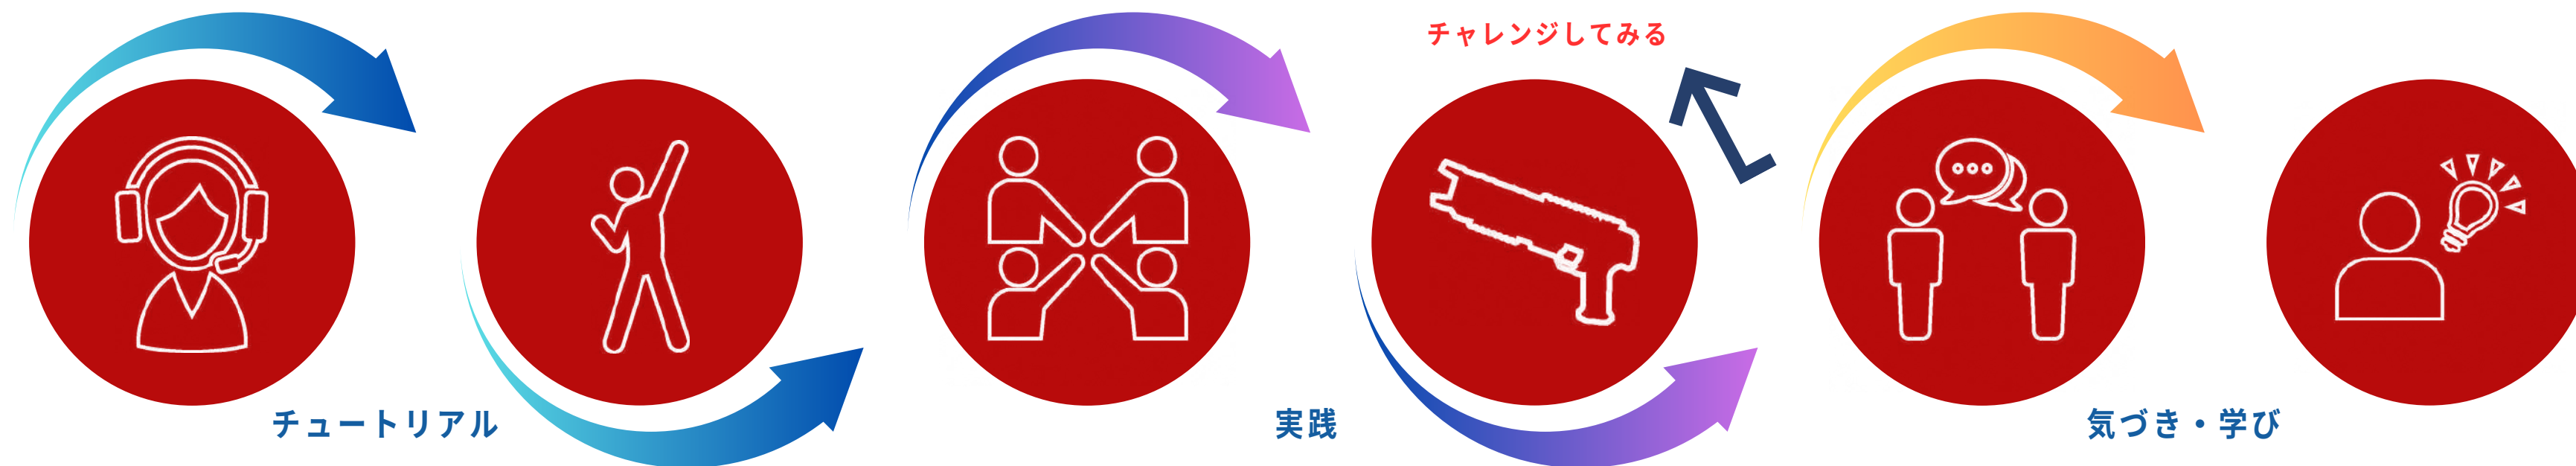 チャレンジしてみる
チュートリアル
実践
気づき・学び